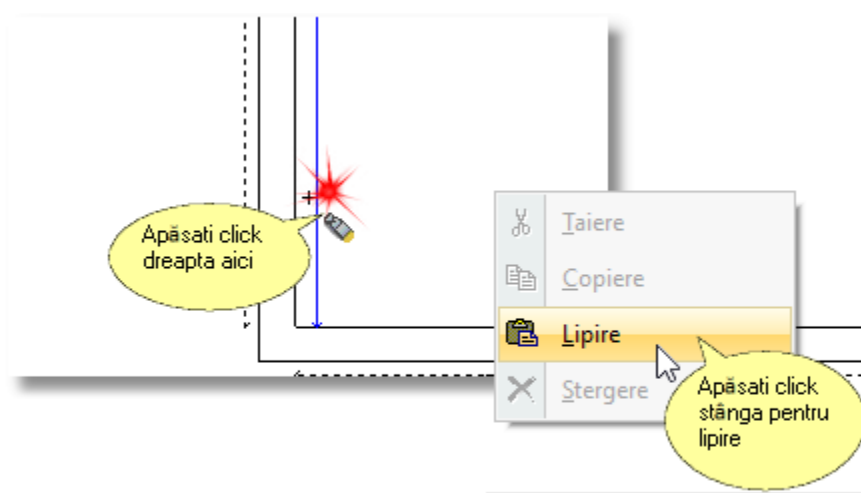 Apăsati click
dreapta aici
Taiere
Copiere
Lipire
Stergere
Apăsati click
stânga pentru
lipire